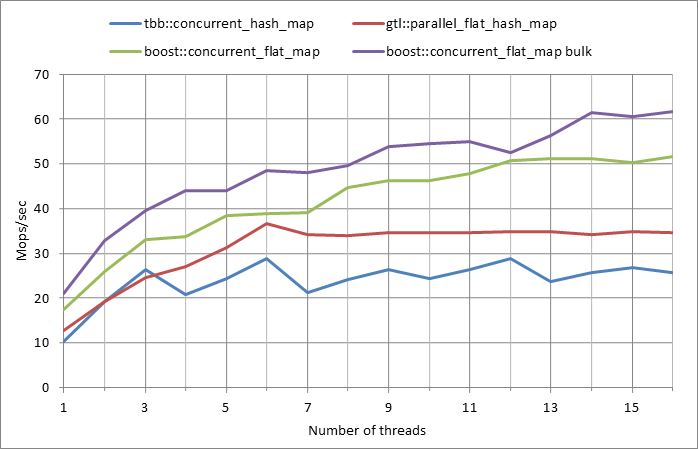 tbb::concurrent_hash_map gtl::parallel_flat_hash_map
boost::concurrent_flat_map boost::concurrent_flat_map bulk
70
60
50
40
30
20
10
0
Mops/sec
1 3 5 7 9 11 13 15
Number of threads